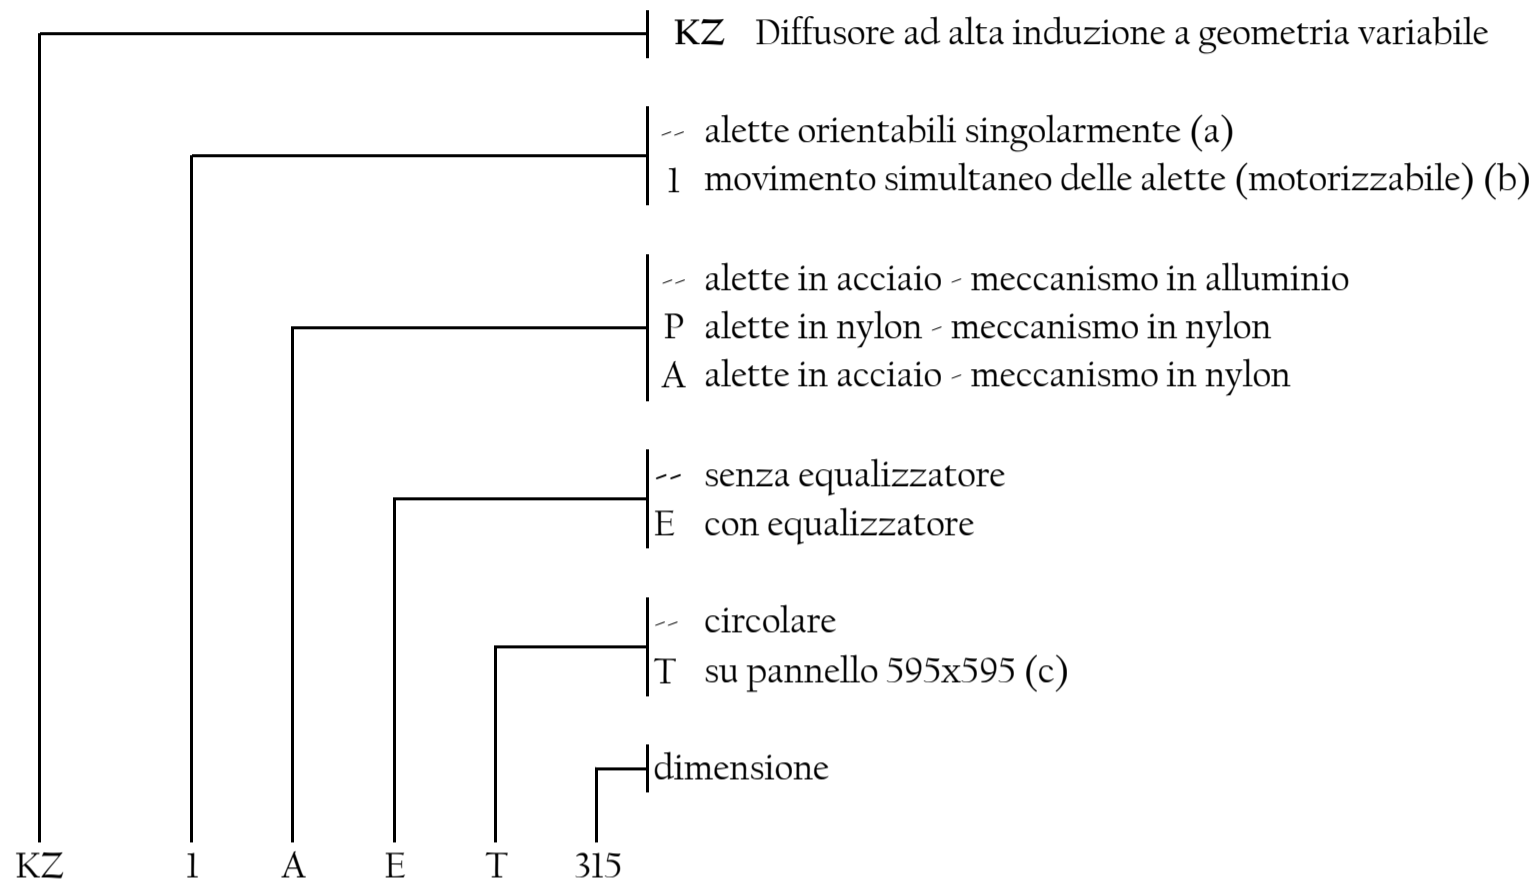 KZ Diffusore ad alta induzione a geometria variabile
-- alette orientabili singolarmente (a)
1 movimento simultaneo delle alette (motorizzabile) (b)
-- alette in acciaio - meccanismo in alluminio
P alette in nylon - meccanismo in nylon
A alette in acciaio - meccanismo in nylon
-- senza equalizzatore
E con equalizzatore
-- circolare
T su pannello 595x595 (c)
dimensione
KZ 1 A E T 315